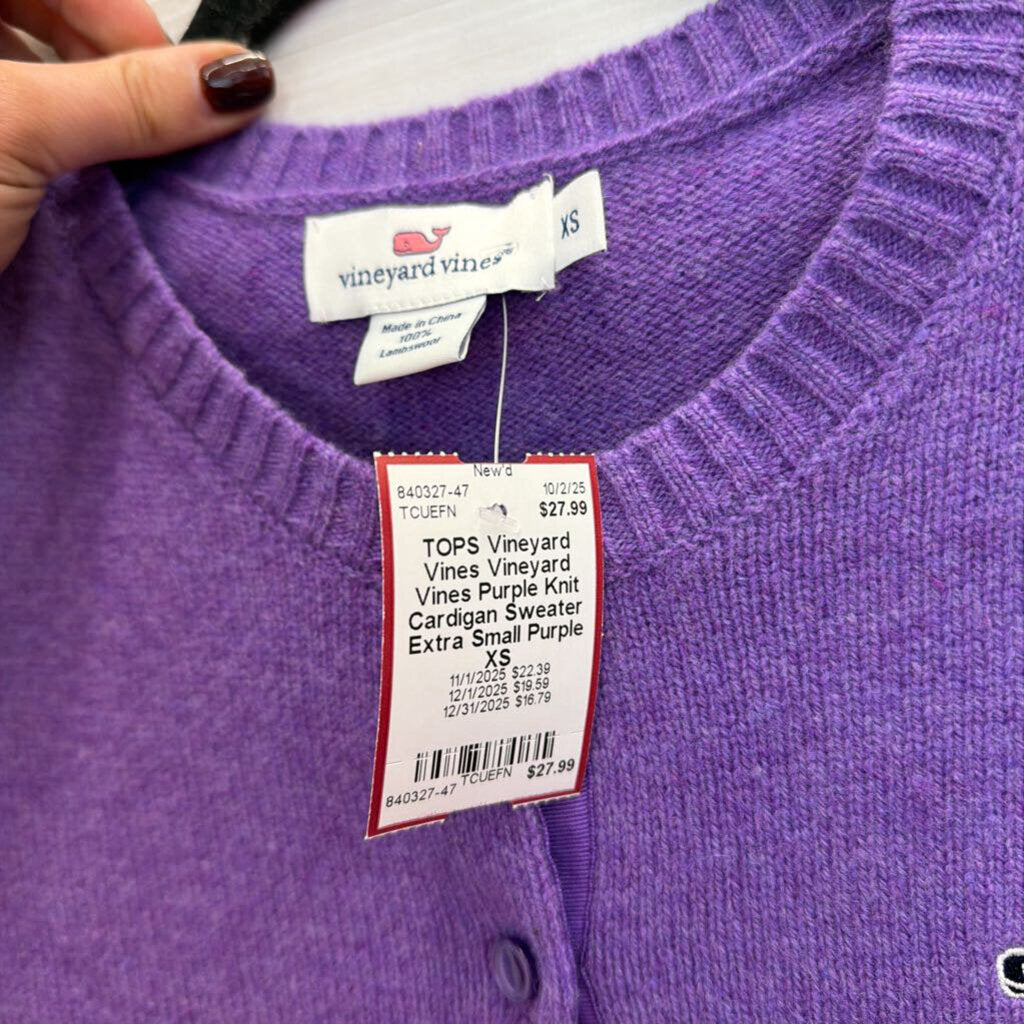 vineyard vines®
XS
Made in China
100%
Lambswool
New'd
840327-47 10/2/25
TCUEFN $27.99
TOPS Vineyard
Vines Vineyard
Vines Purple Knit
Cardigan Sweater
Extra Small Purple
XS
11/1/2025 $22.39
12/1/2025 $19.59
12/31/2025 $16.79
TCUEFN $27.99
840327-47